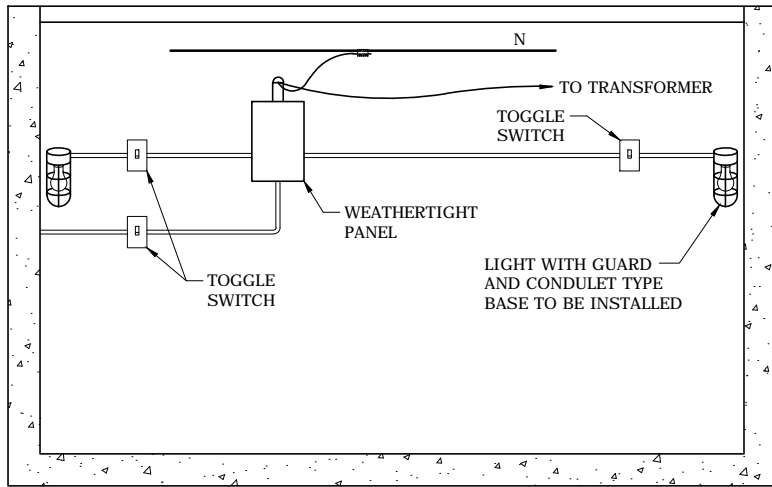 N
TO TRANSFORMER
TOGGLE
SWITCH
WEATHERTIGHT
PANEL
LIGHT WITH GUARD
AND CONDULET TYPE
BASE TO BE INSTALLED
TOGGLE
SWITCH